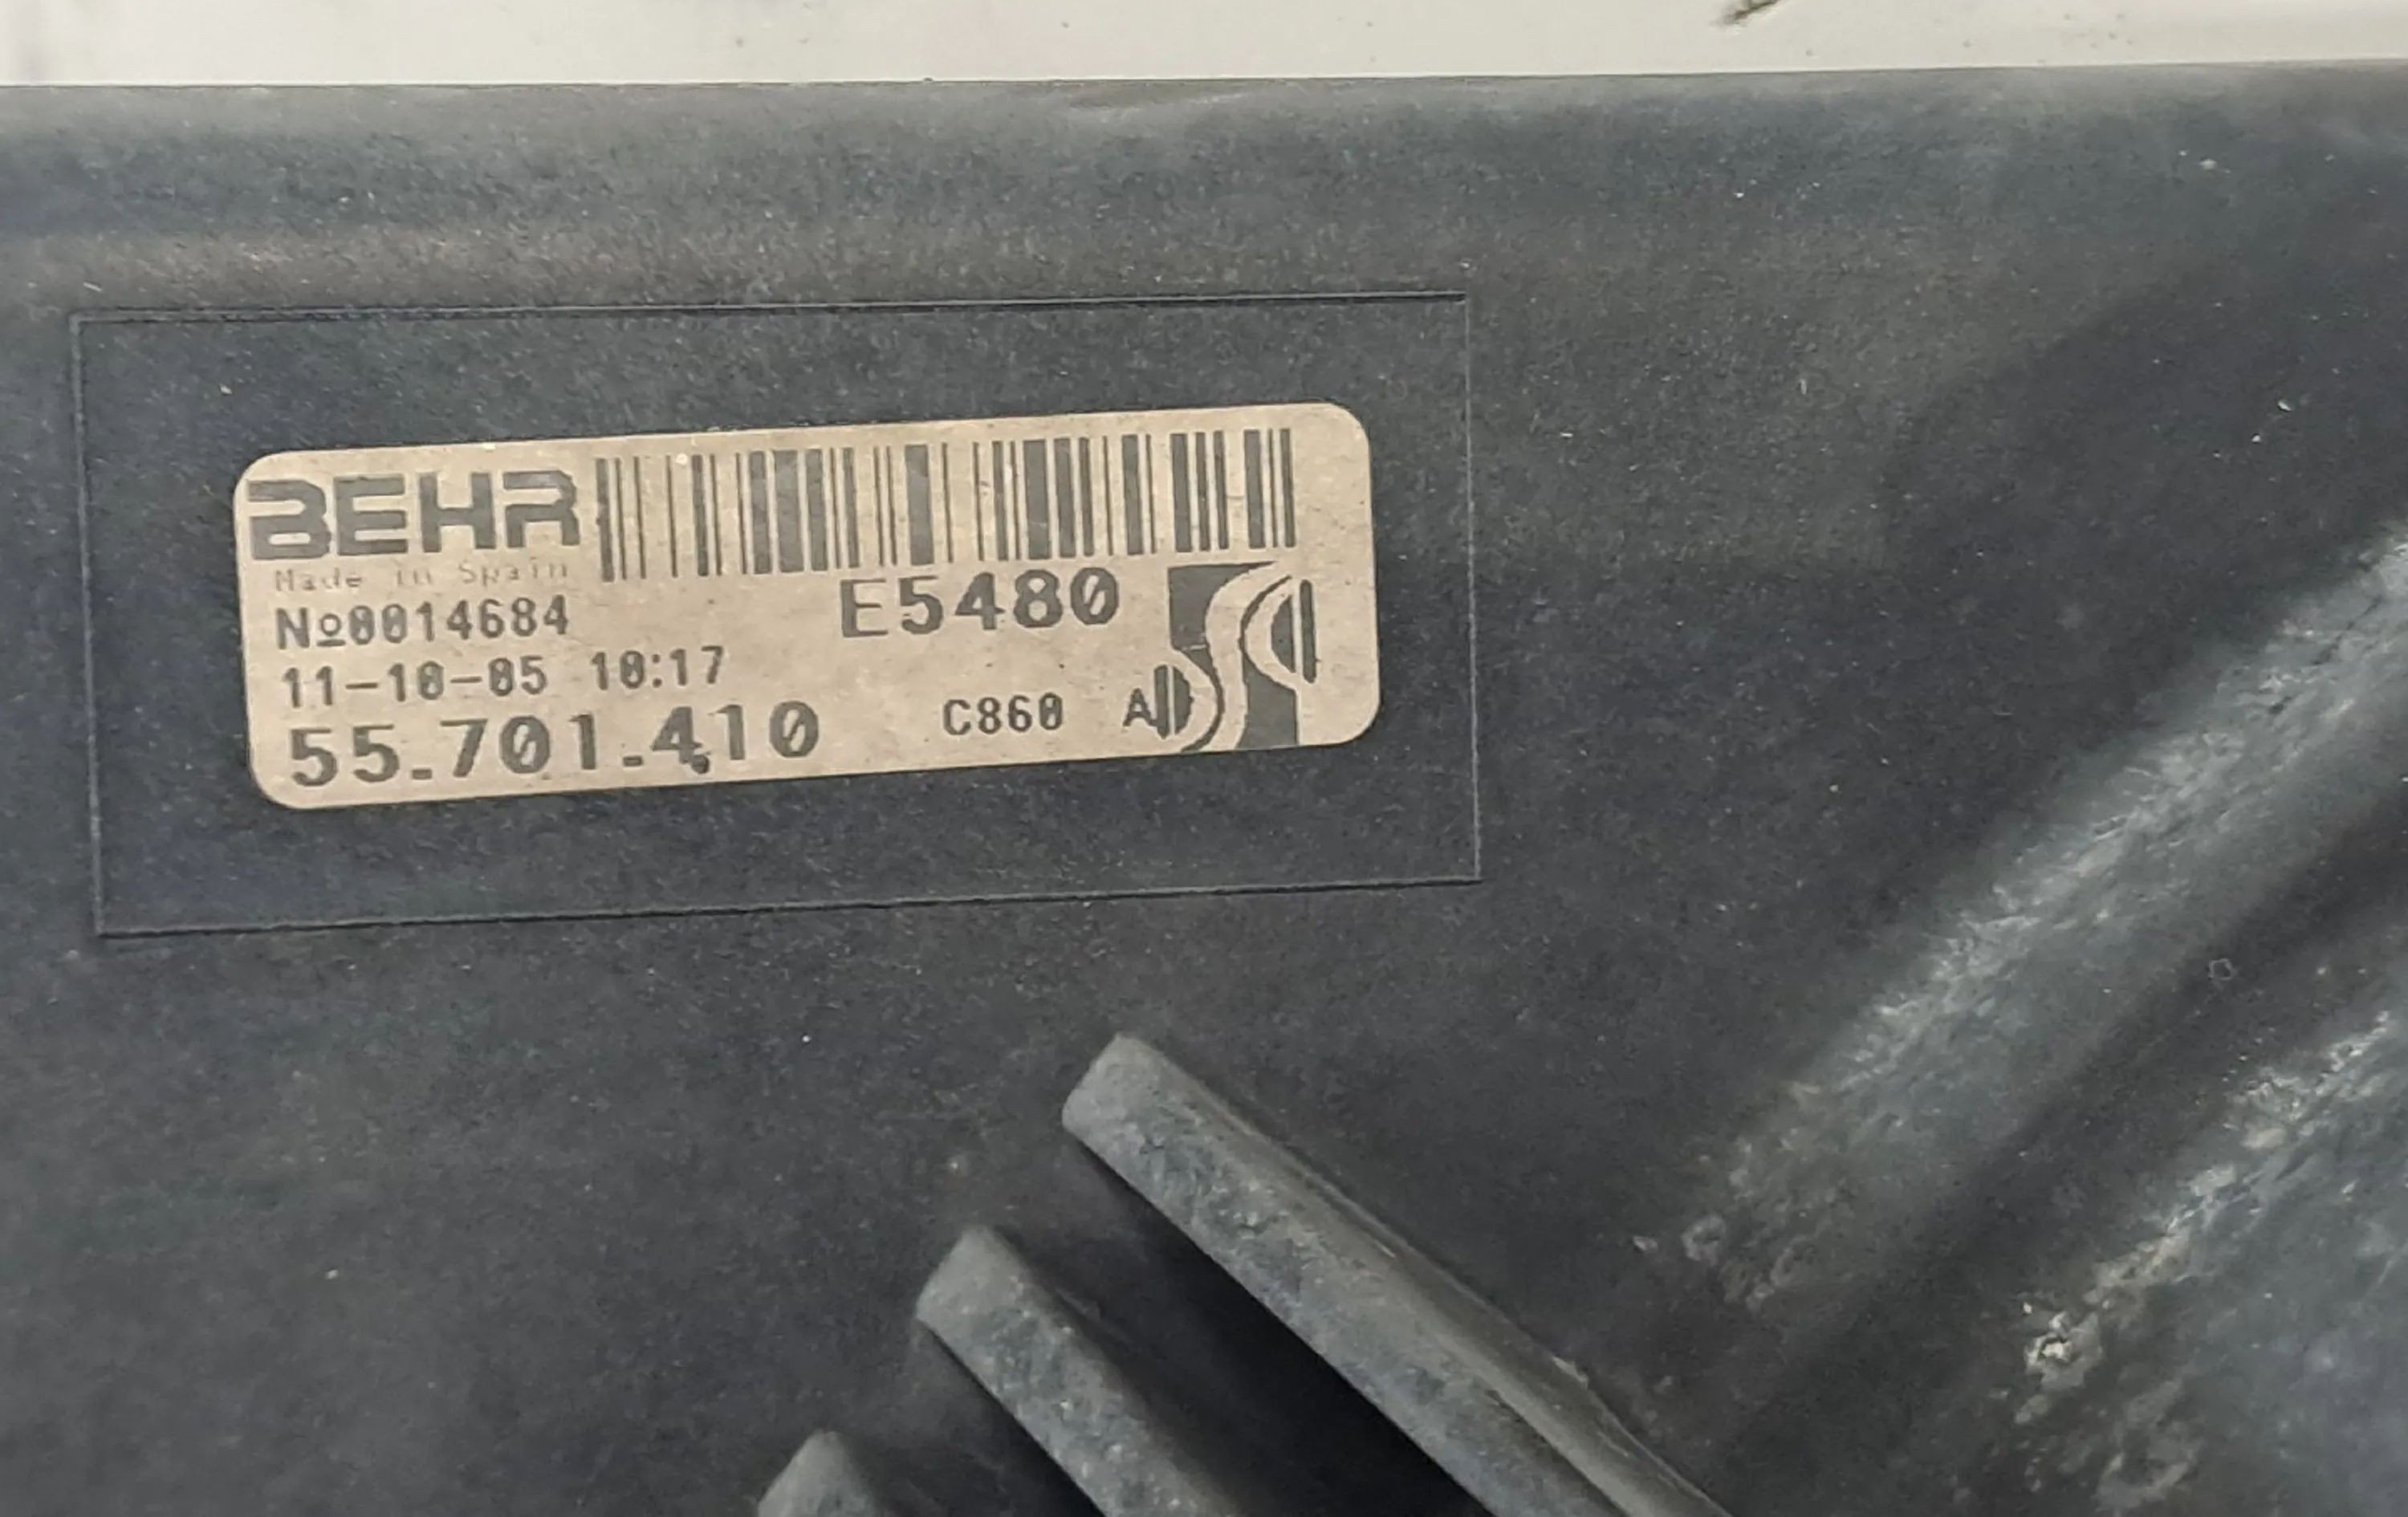 BEHR
Made in Spain
Nº0014684
E5480
11-10-05 10:17
55.701.410
C860
A